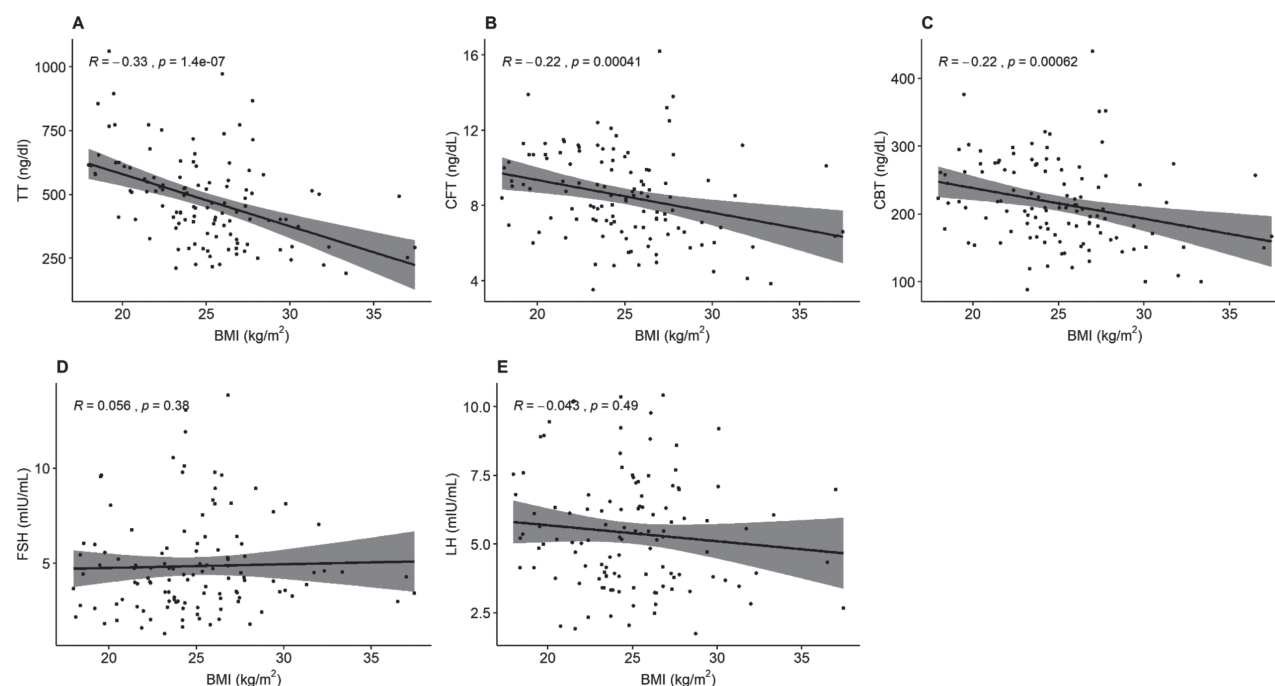 A
R = −0.33 , p = 1.4e-07
1000
750
500
250
TT (ng/dl)
20 25 30 35
BMI (kg/m²)
B
R = −0.22 , p = 0.00041
16
12
8
4
CFT (ng/dL)
20 25 30 35
BMI (kg/m²)
C
R = −0.22 , p = 0.00062
400
300
200
100
CBT (ng/dL)
20 25 30 35
BMI (kg/m²)
D
R = 0.056 , p = 0.38
10
5
FSH (mIU/mL)
20 25 30 35
BMI (kg/m²)
E
R = −0.043 , p = 0.49
10.0
7.5
5.0
2.5
LH (mIU/mL)
20 25 30 35
BMI (kg/m²)